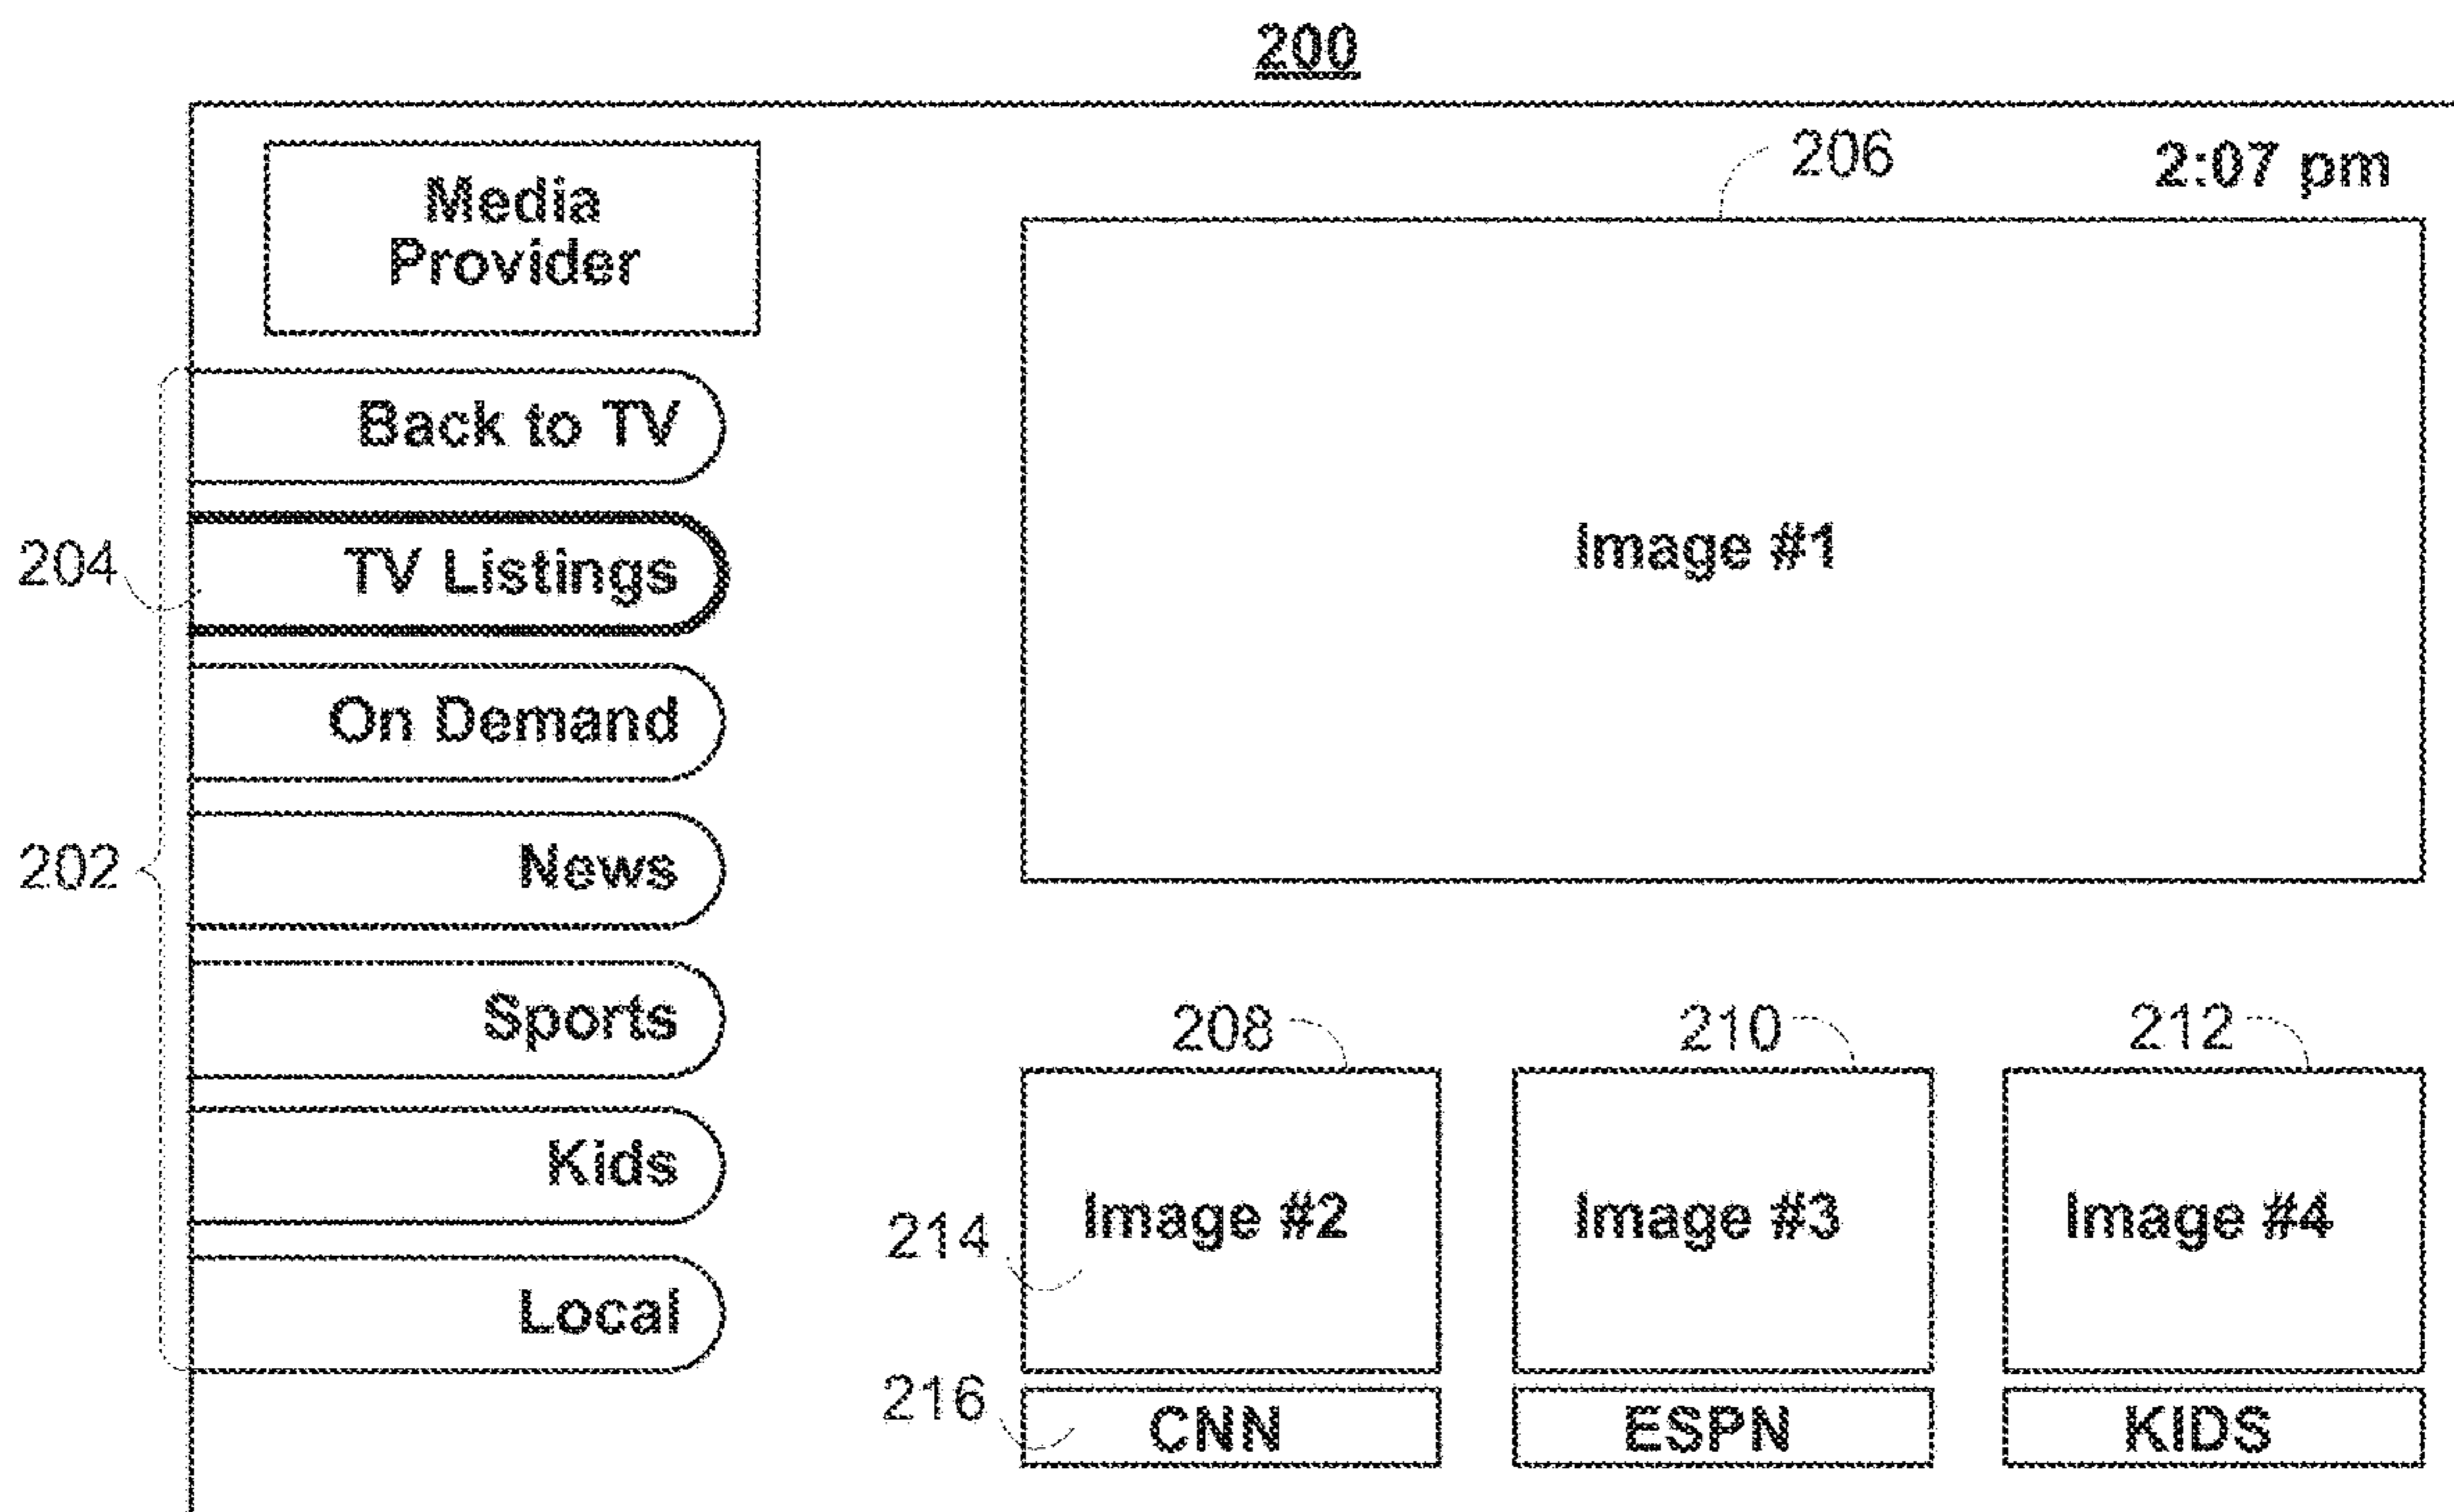 200
206
2:07 pm
Media
Provider
Back to TV
204
TV Listings
Image #1
On Demand
202
News
Sports
208
210
212
Kids
214
Image #2
Image #3
Image #4
Local
216
CNN
ESPN
KIDS